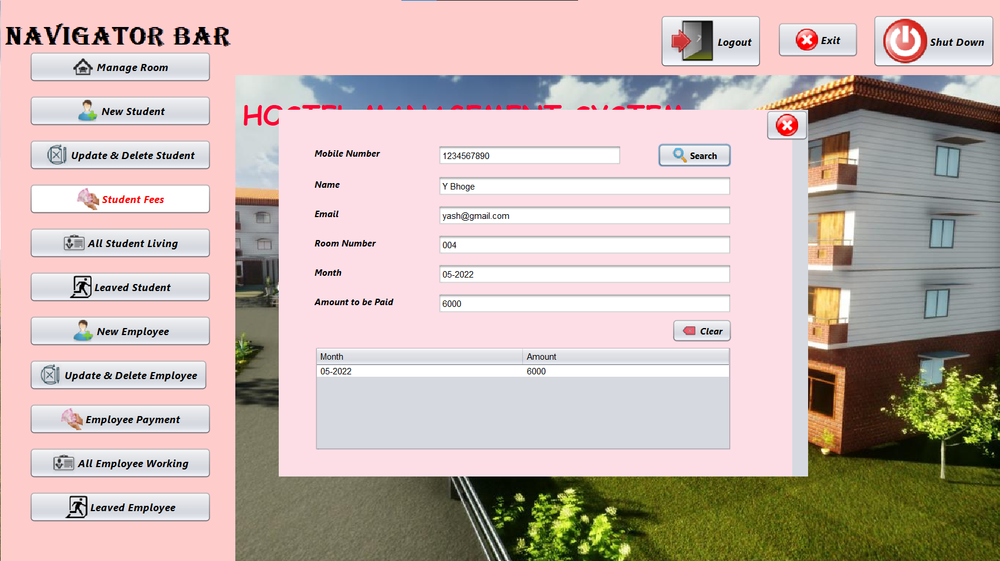 NAVIGATOR BAR
Logout
Exit
Shut Down
Manage Room
New Student
Update & Delete Student
Student Fees
All Student Living
Leaved Student
New Employee
Update & Delete Employee
Employee Payment
All Employee Working
Leaved Employee
HOSTEL MANAGEMENT SYSTEM
Mobile Number 1234567890 Search
Name Y Bhoge
Email yash@gmail.com
Room Number 004
Month 05-2022
Amount to be Paid 6000
Clear
Month Amount
05-2022 6000